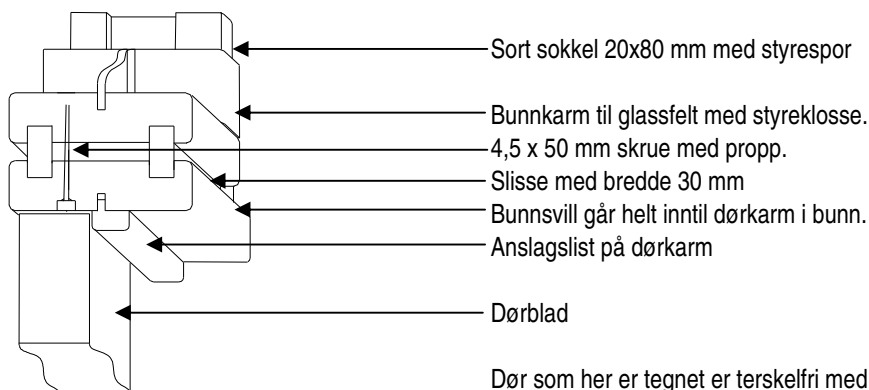 Sort sokkel 20x80 mm med styrespor
Bunnkarm til glassfelt med styreklosse.
4,5 x 50 mm skrue med propp.
Slisse med bredde 30 mm
Bunnsvill går helt inntil dørkarm i bunn.
Anslagslist på dørkarm
Dørblad
Dør som her er tegnet er terskelfri med